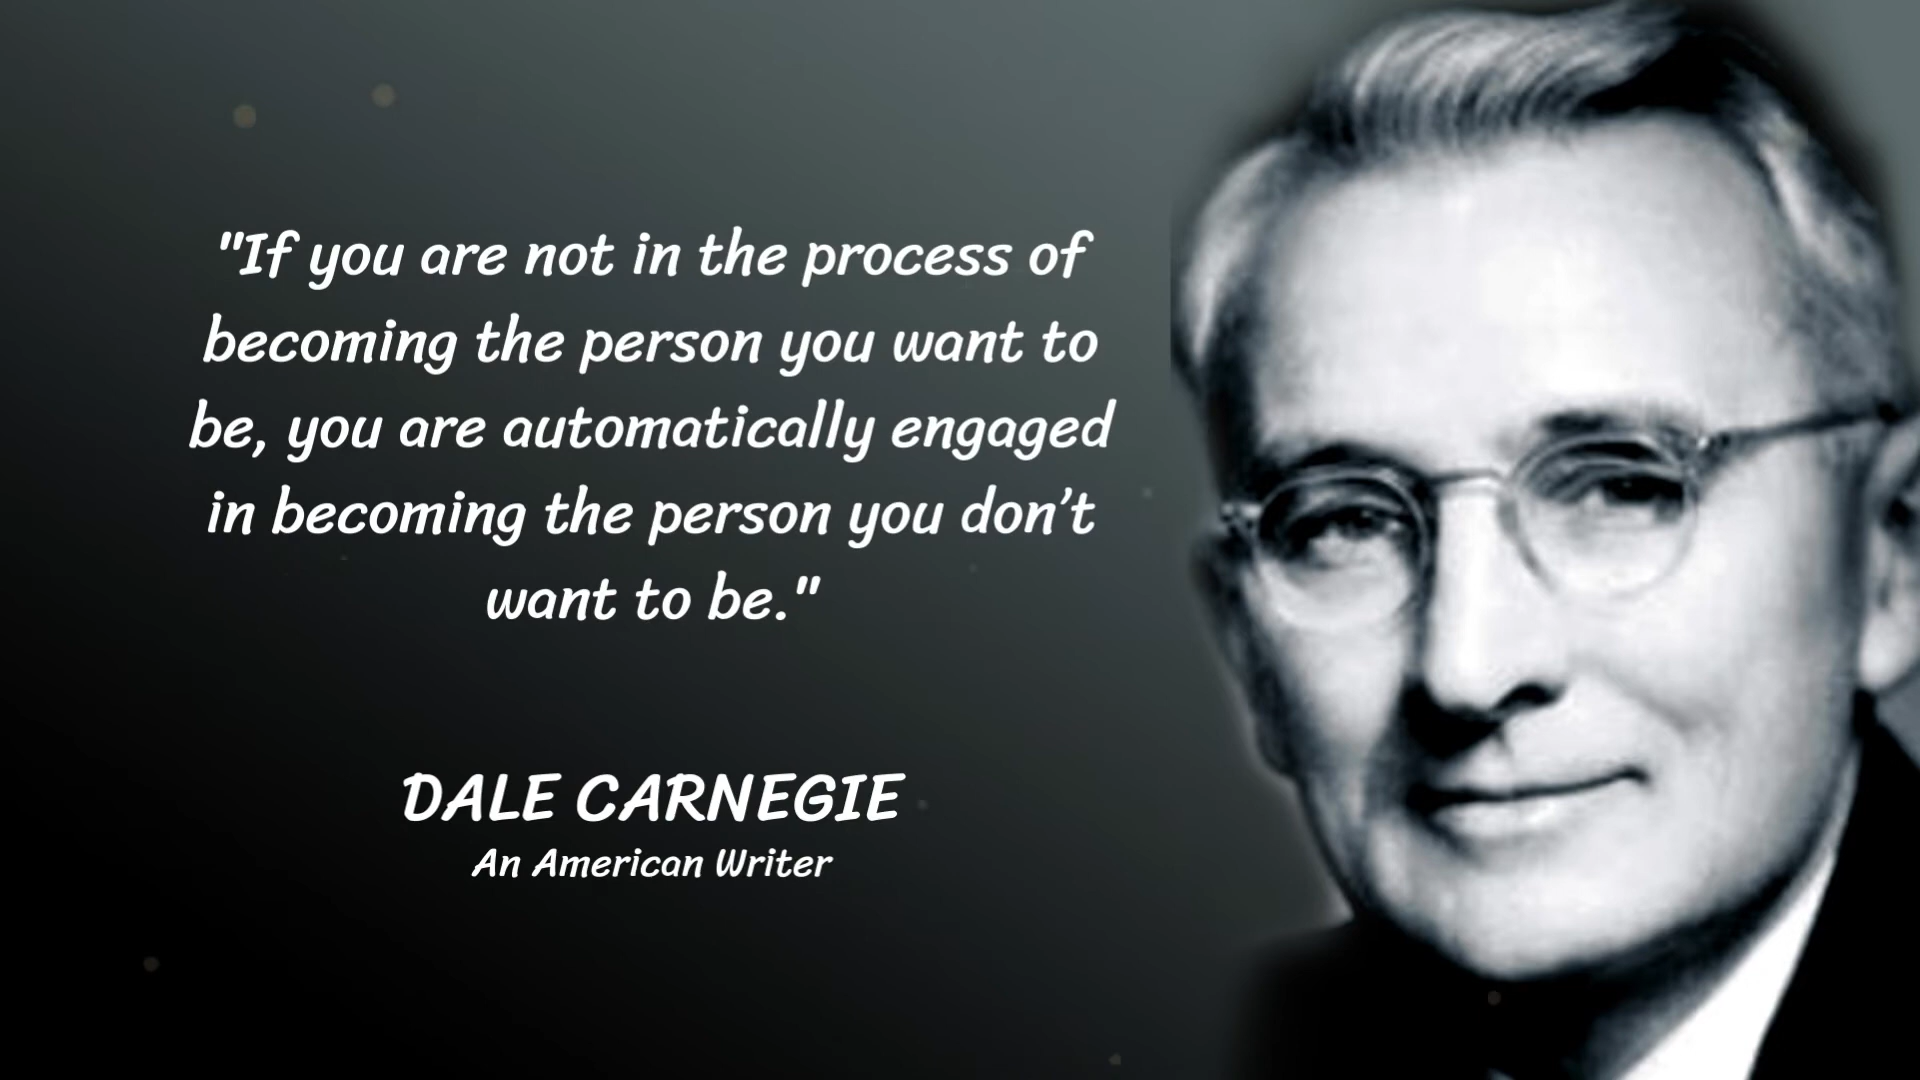 "If you are not in the process of
becoming the person you want to
be, you are automatically engaged
in becoming the person you don’t
want to be."
DALE CARNEGIE
An American Writer